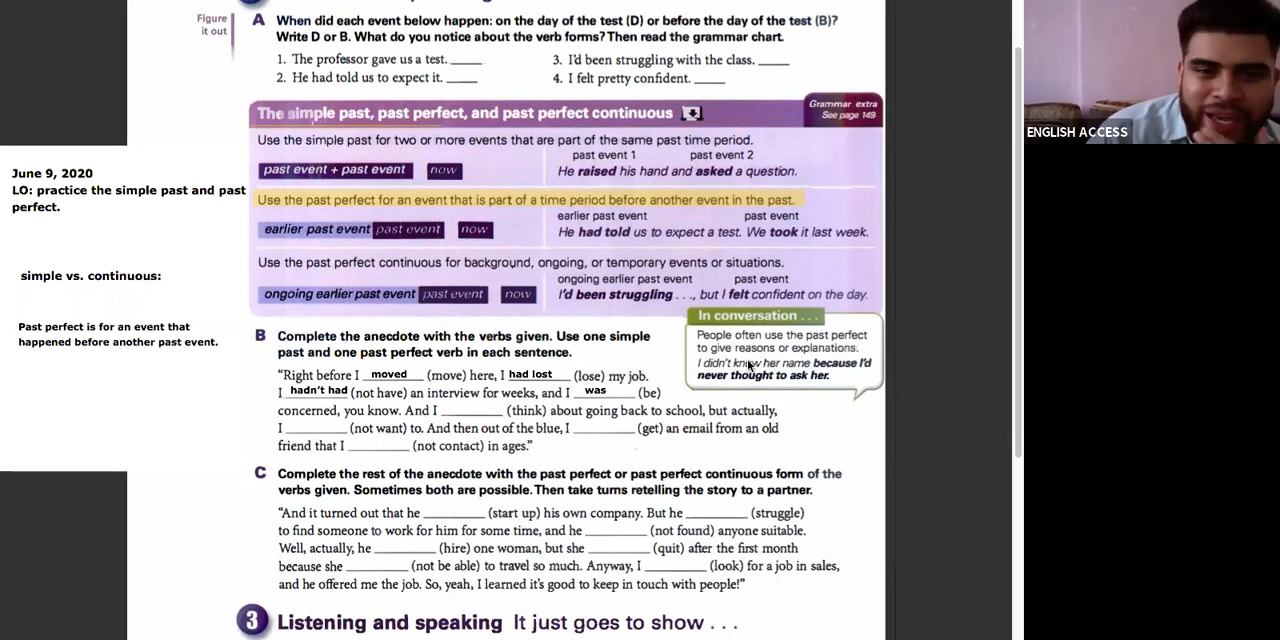 Figure
it out
A When did each event below happen: on the day of the test (D) or before the day of the test (B)?
Write D or B. What do you notice about the verb forms? Then read the grammar chart.
1. The professor gave us a test. _____
3. I'd been struggling with the class. _____
2. He had told us to expect it. _____
4. I felt pretty confident. _____
The simple past, past perfect, and past perfect continuous
Grammar extra
See page 149
Use the simple past for two or more events that are part of the same past time period.
past event 1 past event 2
past event + past event now
He raised his hand and asked a question.
Use the past perfect for an event that is part of a time period before another event in the past.
earlier past event past event
earlier past event past event now
He had told us to expect a test. We took it last week.
Use the past perfect continuous for background, ongoing, or temporary events or situations.
ongoing earlier past event past event
ongoing earlier past event past event now
I'd been struggling . . ., but I felt confident on the day.
June 9, 2020
LO: practice the simple past and past
perfect.
simple vs. continuous:
Past perfect is for an event that
happened before another past event.
B Complete the anecdote with the verbs given. Use one simple
past and one past perfect verb in each sentence.
"Right before I moved (move) here, I had lost (lose) my job.
I hadn't had (not have) an interview for weeks, and I was (be)
concerned, you know. And I ________ (think) about going back to school, but actually,
I ________ (not want) to. And then out of the blue, I ________ (get) an email from an old
friend that I ________ (not contact) in ages."
In conversation . . .
People often use the past perfect
to give reasons or explanations.
I didn't know her name because I'd
never thought to ask her.
C Complete the rest of the anecdote with the past perfect or past perfect continuous form of the
verbs given. Sometimes both are possible. Then take turns retelling the story to a partner.
"And it turned out that he ________ (start up) his own company. But he ________ (struggle)
to find someone to work for him for some time, and he ________ (not found) anyone suitable.
Well, actually, he ________ (hire) one woman, but she ________ (quit) after the first month
because she ________ (not be able) to travel so much. Anyway, I ________ (look) for a job in sales,
and he offered me the job. So, yeah, I learned it's good to keep in touch with people!"
3 Listening and speaking It just goes to show . . .
ENGLISH ACCESS